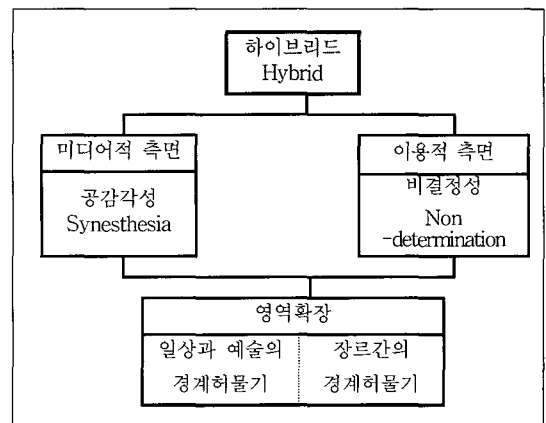 하이브리드
Hybrid
미디어적 측면
공감각성
Synesthesia
이용적 측면
비결정성
Non
-determination
영역확장
일상과 예술의
경계허물기
장르간의
경계허물기